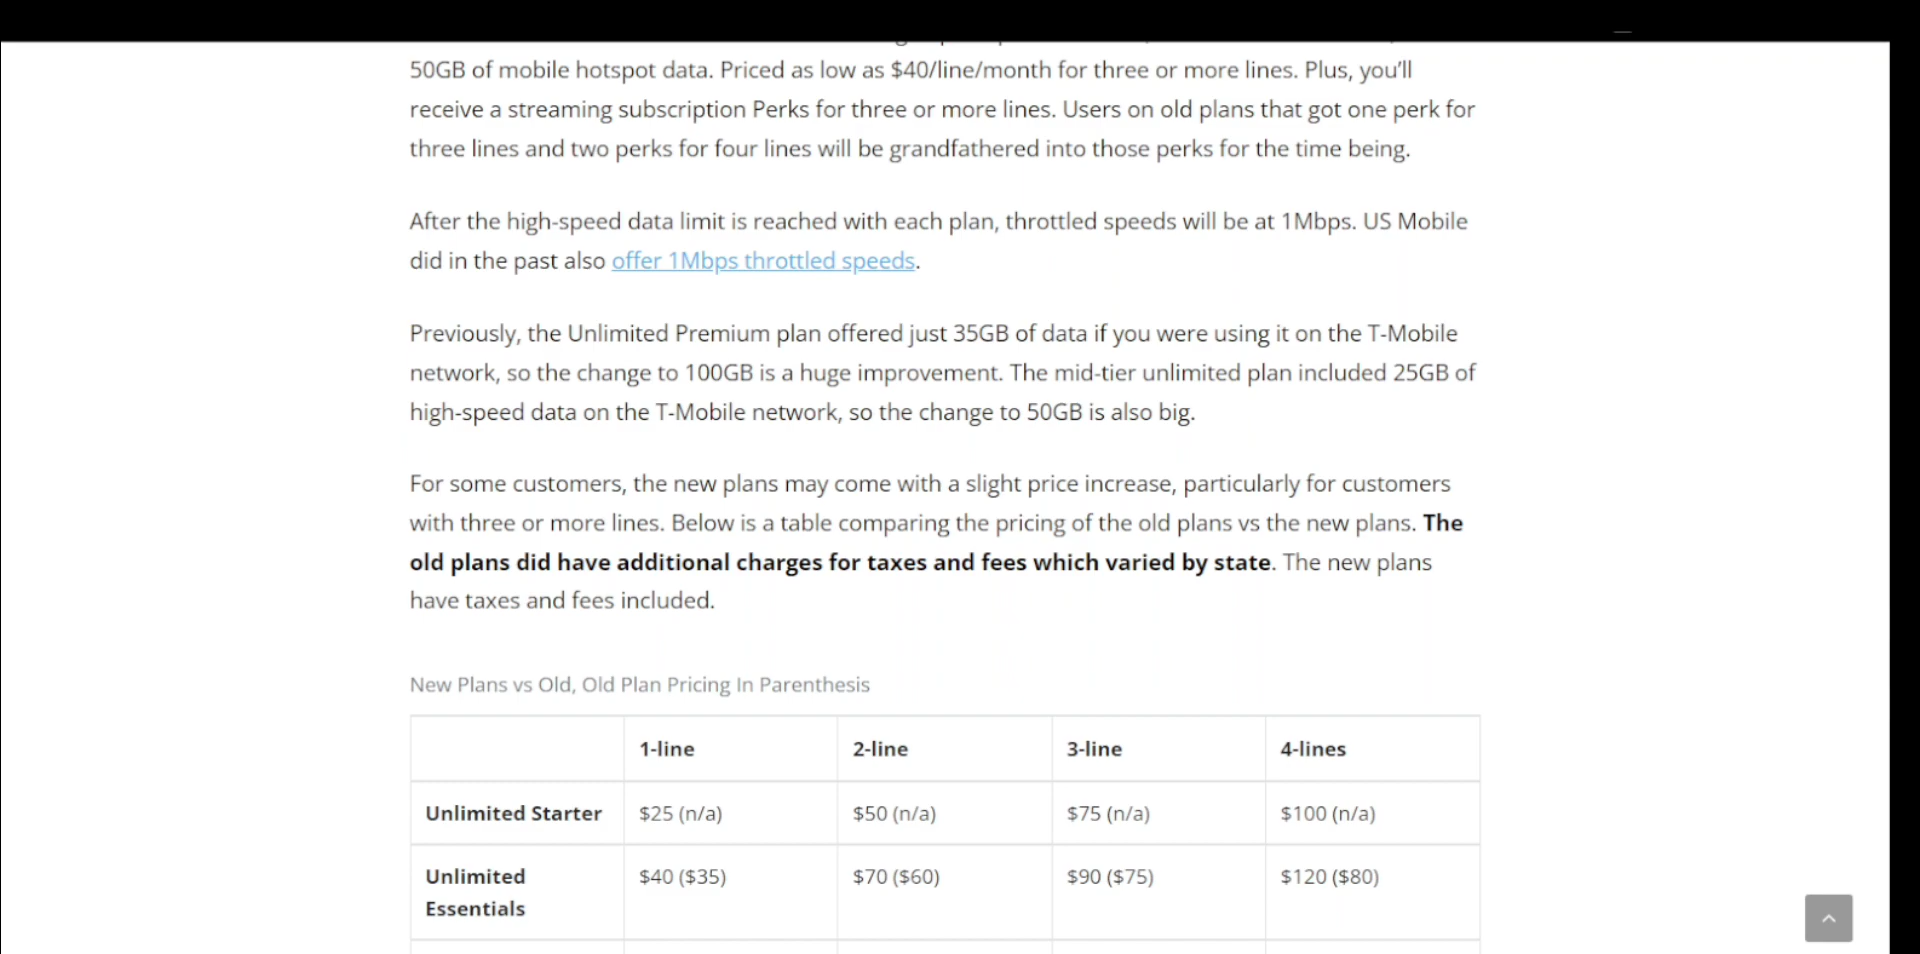 50GB of mobile hotspot data. Priced as low as $40/line/month for three or more lines. Plus, you’ll
receive a streaming subscription Perks for three or more lines. Users on old plans that got one perk for
three lines and two perks for four lines will be grandfathered into those perks for the time being.
After the high-speed data limit is reached with each plan, throttled speeds will be at 1Mbps. US Mobile
did in the past also offer 1Mbps throttled speeds.
Previously, the Unlimited Premium plan offered just 35GB of data if you were using it on the T-Mobile
network, so the change to 100GB is a huge improvement. The mid-tier unlimited plan included 25GB of
high-speed data on the T-Mobile network, so the change to 50GB is also big.
For some customers, the new plans may come with a slight price increase, particularly for customers
with three or more lines. Below is a table comparing the pricing of the old plans vs the new plans. The
old plans did have additional charges for taxes and fees which varied by state. The new plans
have taxes and fees included.
New Plans vs Old, Old Plan Pricing In Parenthesis
1-line 2-line 3-line 4-lines
Unlimited Starter $25 (n/a) $50 (n/a) $75 (n/a) $100 (n/a)
Unlimited $40 ($35) $70 ($60) $90 ($75) $120 ($80)
Essentials